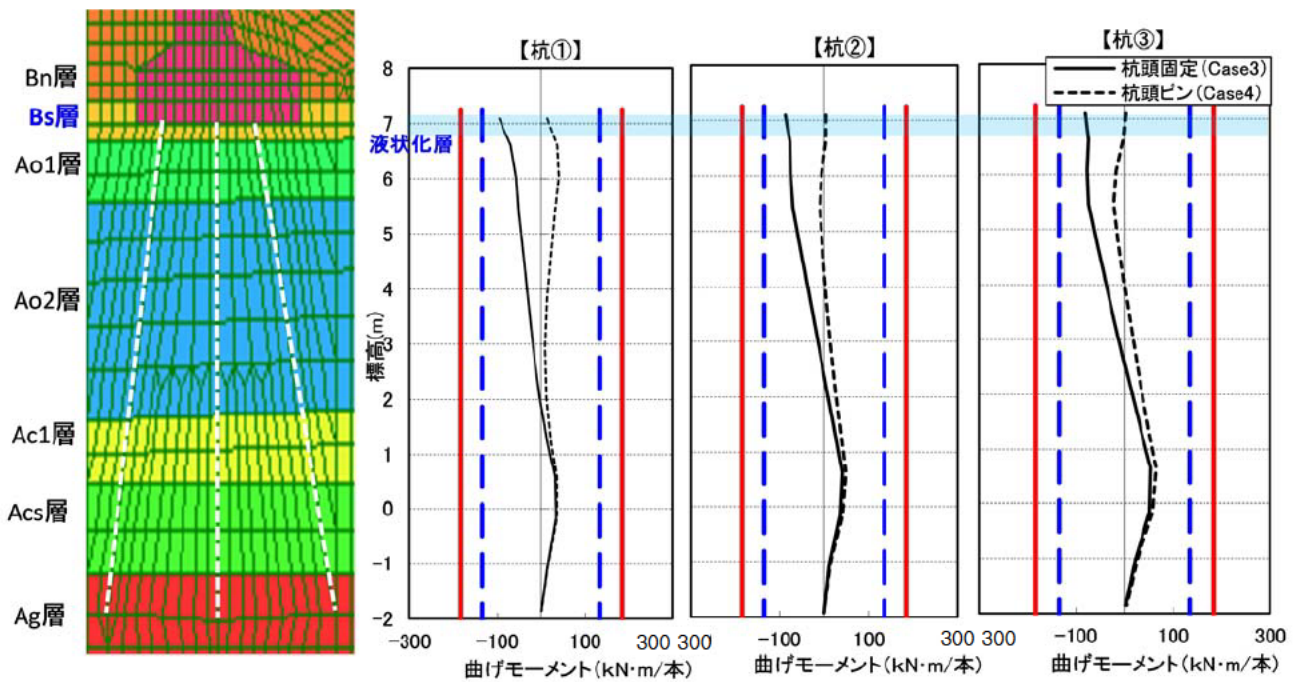 Bn層
Bs層
Ao1層
Ao2層
Ac1層
Acs層
Ag層
【杭①】
【杭②】
【杭③】
杭頭固定(Case3)
杭頭ピン(Case4)
液状化層
標高(m)
8
7
6
5
4
3
2
1
0
−1
−2
−300 −100 100 300
300 −100 100 300
300 −100 100 300
曲げモーメント(kN·m/本)
曲げモーメント(kN·m/本)
曲げモーメント(kN·m/本)